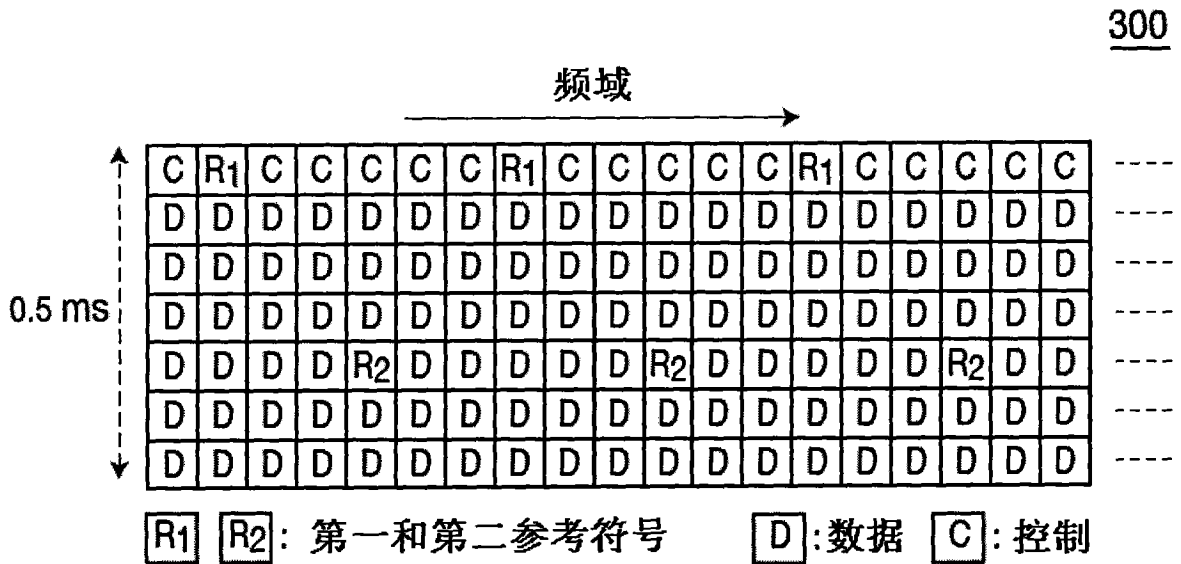 300
频域
C R1 C C C C C R1 C C C C C R1 C C C C C
D D D D D D D D D D D D D D D D D D D
D D D D D D D D D D D D D D D D D D D
0.5 ms D D D D D D D D D D D D D D D D D D D
D D D D R2 D D D D D R2 D D D D D R2 D D
D D D D D D D D D D D D D D D D D D D
D D D D D D D D D D D D D D D D D D D
R1 R2: 第一和第二参考符号 D:数据 C:控制